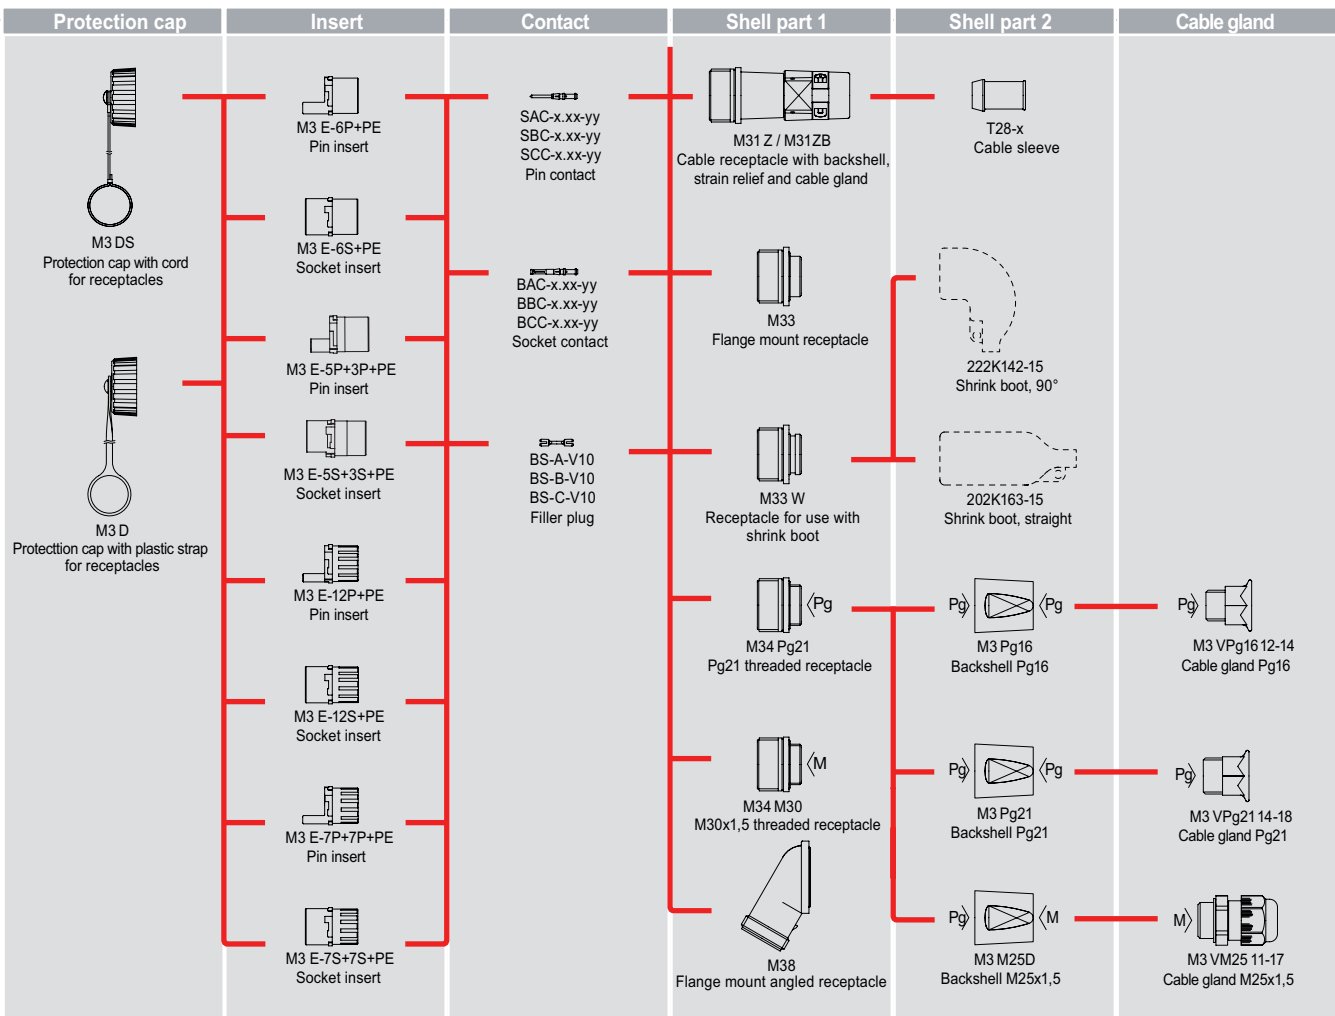 Protection cap
Insert
Contact
Shell part 1
Shell part 2
Cable gland
M3 DS
Protection cap with cord
for receptacles
M3 D
Protecttion cap with plastic strap
for receptacles
M3 E-6P+PE
Pin insert
M3 E-6S+PE
Socket insert
M3 E-5P+3P+PE
Pin insert
M3 E-5S+3S+PE
Socket insert
M3 E-12P+PE
Pin insert
M3 E-12S+PE
Socket insert
M3 E-7P+7P+PE
Pin insert
M3 E-7S+7S+PE
Socket insert
SAC-x.xx-yy
SBC-x.xx-yy
SCC-x.xx-yy
Pin contact
BAC-x.xx-yy
BBC-x.xx-yy
BCC-x.xx-yy
Socket contact
BS-A-V10
BS-B-V10
BS-C-V10
Filler plug
M31 Z / M31ZB
Cable receptacle with backshell,
strain relief and cable gland
M33
Flange mount receptacle
M33 W
Receptacle for use with
shrink boot
Pg
M34 Pg21
Pg21 threaded receptacle
M
M34 M30
M30x1,5 threaded receptacle
M38
Flange mount angled receptacle
T28-x
Cable sleeve
222K142-15
Shrink boot, 90°
202K163-15
Shrink boot, straight
Pg Pg
M3 Pg16
Backshell Pg16
Pg Pg
M3 Pg21
Backshell Pg21
Pg M
M3 M25D
Backshell M25x1,5
Pg
M3 VPg16 12-14
Cable gland Pg16
Pg
M3 VPg21 14-18
Cable gland Pg21
M
M3 VM25 11-17
Cable gland M25x1,5